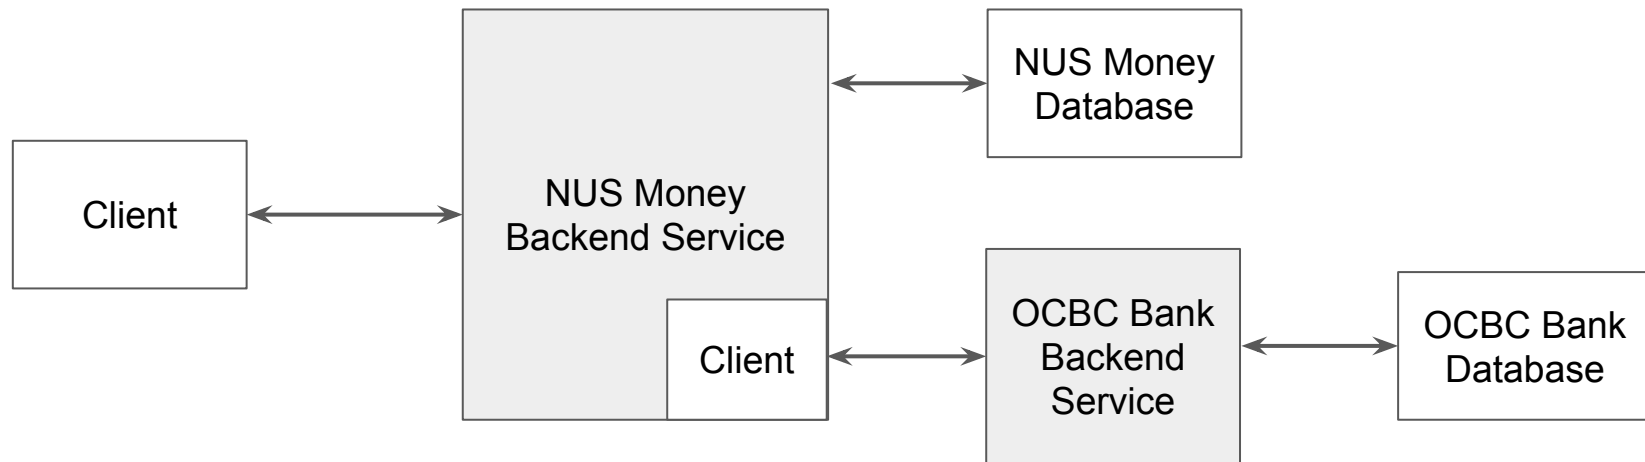 Client
NUS Money
Backend Service
Client
NUS Money
Database
OCBC Bank
Backend
Service
OCBC Bank
Database